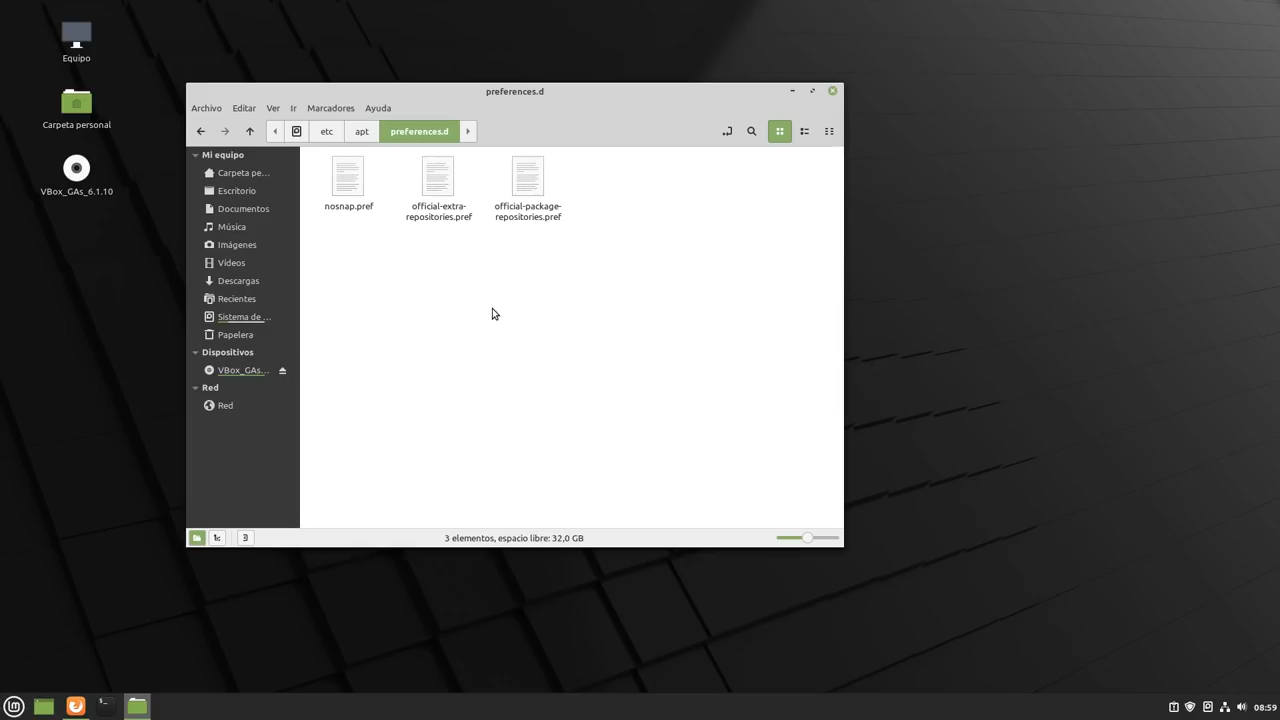 Equipo
Carpeta personal
VBox_GAs_6.1.10
preferences.d
Archivo Editar Ver Ir Marcadores Ayuda
etc apt preferences.d
Mi equipo
Carpeta pe...
Escritorio
Documentos
Música
Imágenes
Vídeos
Descargas
Recientes
Sistema de ...
Papelera
Dispositivos
VBox_GAs...
Red
Red
nosnap.pref
official-extra-
repositories.pref
official-package-
repositories.pref
3 elementos, espacio libre: 32,0 GB
08:59